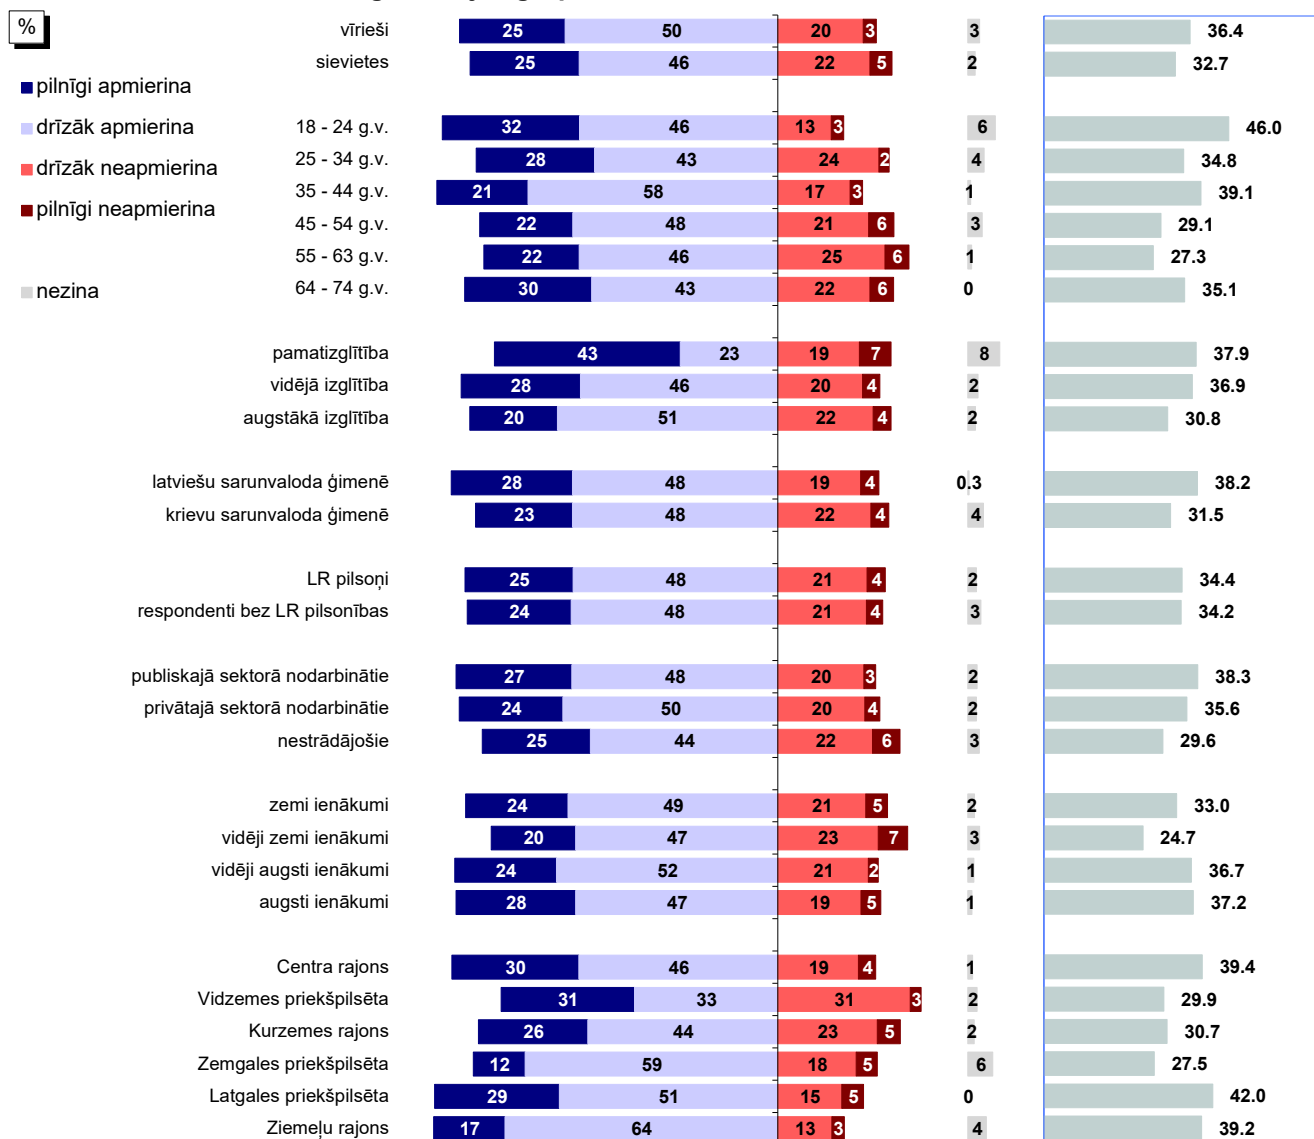 %
pilnīgi apmierina
drīzāk apmierina
drīzāk neapmierina
pilnīgi neapmierina
nezina
vīrieši 25 50 20 3 3 36.4
sievietes 25 46 22 5 2 32.7
18 - 24 g.v. 32 46 13 3 6 46.0
25 - 34 g.v. 28 43 24 2 4 34.8
35 - 44 g.v. 21 58 17 3 1 39.1
45 - 54 g.v. 22 48 21 6 3 29.1
55 - 63 g.v. 22 46 25 6 1 27.3
64 - 74 g.v. 30 43 22 6 0 35.1
pamatizglītība 43 23 19 7 8 37.9
vidējā izglītība 28 46 20 4 2 36.9
augstākā izglītība 20 51 22 4 2 30.8
latviešu sarunvaloda ģimenē 28 48 19 4 0.3 38.2
krievu sarunvaloda ģimenē 23 48 22 4 4 31.5
LR pilsoņi 25 48 21 4 2 34.4
respondenti bez LR pilsonības 24 48 21 4 3 34.2
publiskajā sektorā nodarbinātie 27 48 20 3 2 38.3
privātajā sektorā nodarbinātie 24 50 20 4 2 35.6
nestrādājošie 25 44 22 6 3 29.6
zemi ienākumi 24 49 21 5 2 33.0
vidēji zemi ienākumi 20 47 23 7 3 24.7
vidēji augsti ienākumi 24 52 21 2 1 36.7
augsti ienākumi 28 47 19 5 1 37.2
Centra rajons 30 46 19 4 1 39.4
Vidzemes priekšpilsēta 31 33 31 3 2 29.9
Kurzemes rajons 26 44 23 5 2 30.7
Zemgales priekšpilsēta 12 59 18 5 6 27.5
Latgales priekšpilsēta 29 51 15 5 0 42.0
Ziemeļu rajons 17 64 13 3 4 39.2